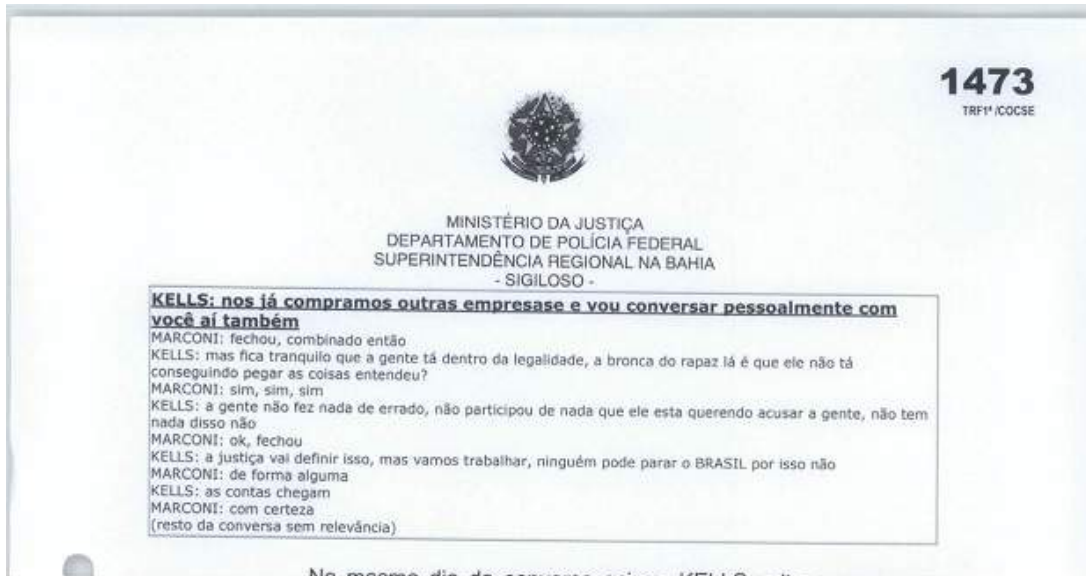 1473
TRF1ª /COCSE
MINISTÉRIO DA JUSTIÇA
DEPARTAMENTO DE POLÍCIA FEDERAL
SUPERINTENDÊNCIA REGIONAL NA BAHIA
- SIGILOSO -
KELLS: nos já compramos outras empresase e vou conversar pessoalmente com
você aí também
MARCONI: fechou, combinado então
KELLS: mas fica tranquilo que a gente tá dentro da legalidade, a bronca do rapaz lá é que ele não tá
conseguindo pegar as coisas entendeu?
MARCONI: sim, sim, sim
KELLS: a gente não fez nada de errado, não participou de nada que ele esta querendo acusar a gente, não tem
nada disso não
MARCONI: ok, fechou
KELLS: a justiça vai definir isso, mas vamos trabalhar, ninguém pode parar o BRASIL por isso não
MARCONI: de forma alguma
KELLS: as contas chegam
MARCONI: com certeza
(resto da conversa sem relevância)
No mesmo dia da conversa KELLS